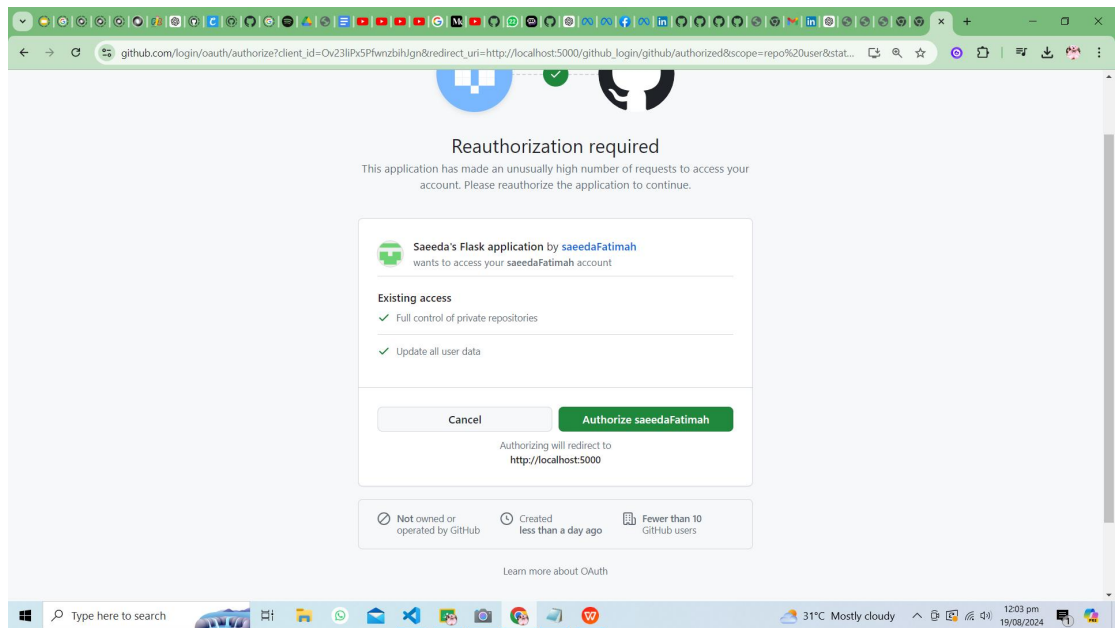 github.com/login/oauth/authorize?client_id=Ov23liPx5PfwnzbihJgn&redirect_uri=http://localhost:5000/github_login/github/authorized&scope=repo%20user&stat...
Reauthorization required
This application has made an unusually high number of requests to access your
account. Please reauthorize the application to continue.
Saeeda's Flask application by saeedaFatimah
wants to access your saeedaFatimah account
Existing access
Full control of private repositories
Update all user data
Cancel
Authorize saeedaFatimah
Authorizing will redirect to
http://localhost:5000
Not owned or
operated by GitHub
Created
less than a day ago
Fewer than 10
GitHub users
Learn more about OAuth
Type here to search
31°C Mostly cloudy
12:03 pm
19/08/2024